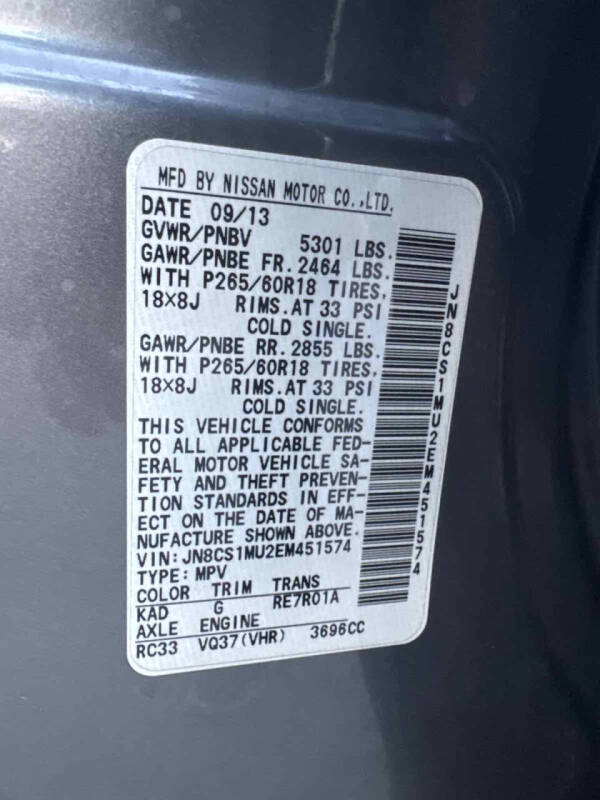 MFD BY NISSAN MOTOR CO.,LTD.
DATE 09/13
GVWR/PNBV 5301 LBS.
GAWR/PNBE FR. 2464 LBS.
WITH P265/60R18 TIRES,
18X8J RIMS.AT 33 PSI
COLD SINGLE.
GAWR/PNBE RR. 2855 LBS.
WITH P265/60R18 TIRES,
18X8J RIMS.AT 33 PSI
COLD SINGLE.
THIS VEHICLE CONFORMS
TO ALL APPLICABLE FED-
ERAL MOTOR VEHICLE SA-
FETY AND THEFT PREVEN-
TION STANDARDS IN EFF-
ECT ON THE DATE OF MA-
NUFACTURE SHOWN ABOVE.
VIN:JN8CS1MU2EM451574
TYPE:MPV
COLOR TRIM TRANS
KAD G RE7R01A
AXLE ENGINE
RC33 VQ37(VHR) 3696CC
JN8CS1MU2EM451574